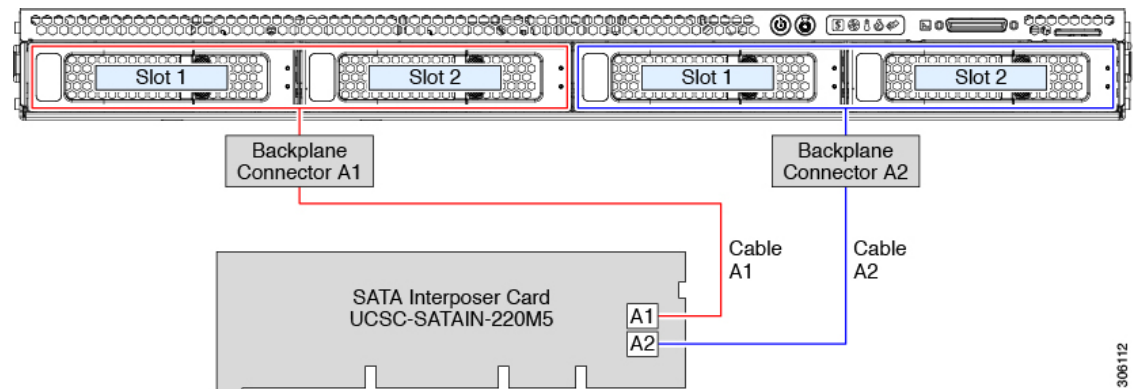 Slot 1
Slot 2
Slot 1
Slot 2
Backplane
Connector A1
Backplane
Connector A2
Cable
A1
Cable
A2
SATA Interposer Card
UCSC-SATAIN-220M5
A1
A2
306112